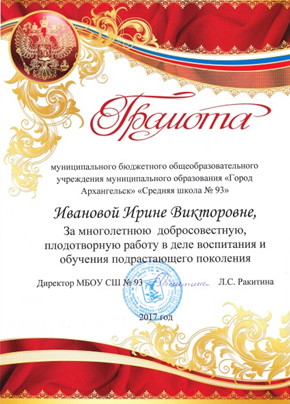 Грамота
муниципального бюджетного общеобразовательного
учреждения муниципального образования «Город
Архангельск» «Средняя школа № 93»
Ивановой Ирине Викторовне,
За многолетнюю добросовестную,
плодотворную работу в деле воспитания и
обучения подрастающего поколения
Директор МБОУ СШ № 93 Л.С. Ракитина
2017 год